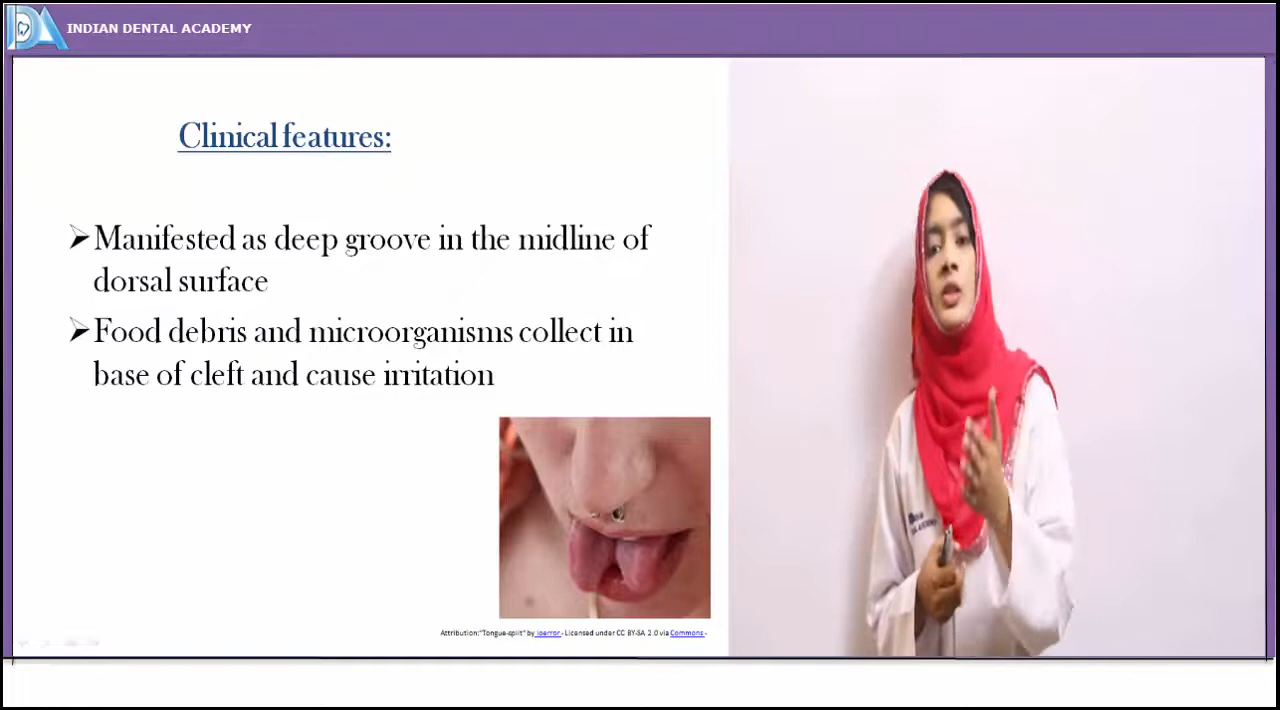 INDIAN DENTAL ACADEMY
Clinical features:
➢Manifested as deep groove in the midline of
dorsal surface
➢Food debris and microorganisms collect in
base of cleft and cause irritation
Attribution:"Tongue-split" by joerror - Licensed under CC BY-SA 2.0 via Commons -